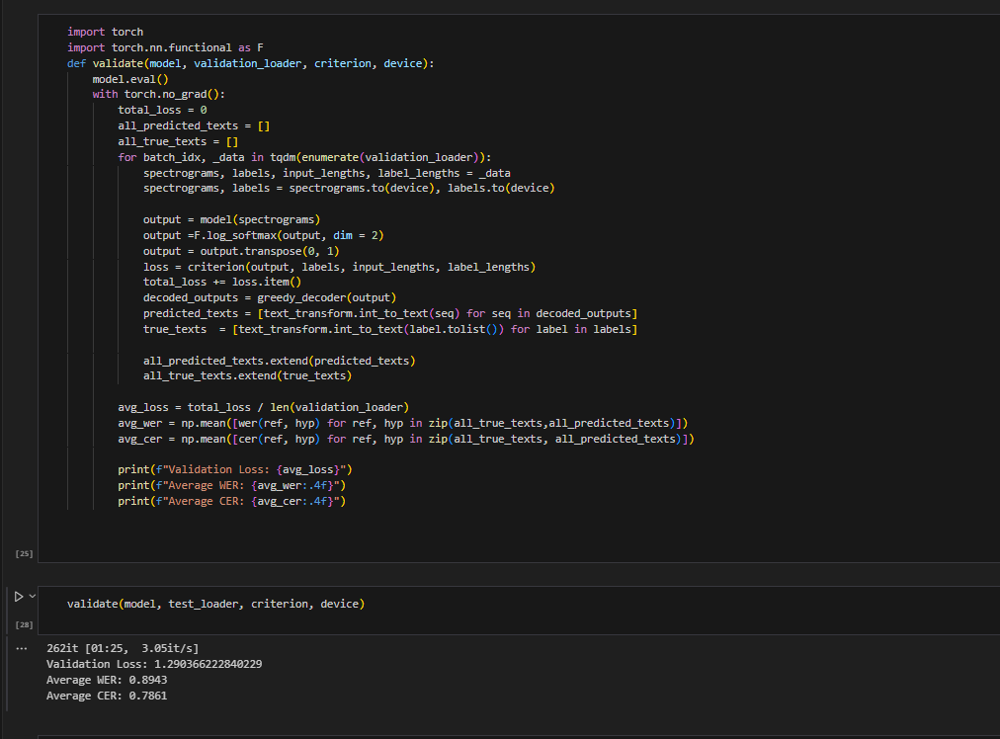 import torch
import torch.nn.functional as F
def validate(model, validation_loader, criterion, device):
    model.eval()
    with torch.no_grad():
        total_loss = 0
        all_predicted_texts = []
        all_true_texts = []
        for batch_idx, _data in tqdm(enumerate(validation_loader)):
            spectrograms, labels, input_lengths, label_lengths = _data
            spectrograms, labels = spectrograms.to(device), labels.to(device)

            output = model(spectrograms)
            output =F.log_softmax(output, dim = 2)
            output = output.transpose(0, 1)
            loss = criterion(output, labels, input_lengths, label_lengths)
            total_loss += loss.item()
            decoded_outputs = greedy_decoder(output)
            predicted_texts = [text_transform.int_to_text(seq) for seq in decoded_outputs]
            true_texts  = [text_transform.int_to_text(label.tolist()) for label in labels]

            all_predicted_texts.extend(predicted_texts)
            all_true_texts.extend(true_texts)

        avg_loss = total_loss / len(validation_loader)
        avg_wer = np.mean([wer(ref, hyp) for ref, hyp in zip(all_true_texts,all_predicted_texts)])
        avg_cer = np.mean([cer(ref, hyp) for ref, hyp in zip(all_true_texts, all_predicted_texts)])

        print(f"Validation Loss: {avg_loss}")
        print(f"Average WER: {avg_wer:.4f}")
        print(f"Average CER: {avg_cer:.4f}")
[25]
validate(model, test_loader, criterion, device)
[28]
... 262it [01:25,  3.05it/s]
Validation Loss: 1.290366222840229
Average WER: 0.8943
Average CER: 0.7861